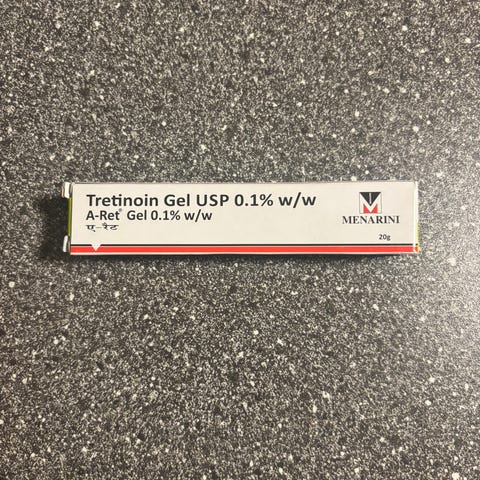 Tretinoin Gel USP 0.1% w/w
A-Ret® Gel 0.1% w/w
ए-रैट
MENARINI
20g